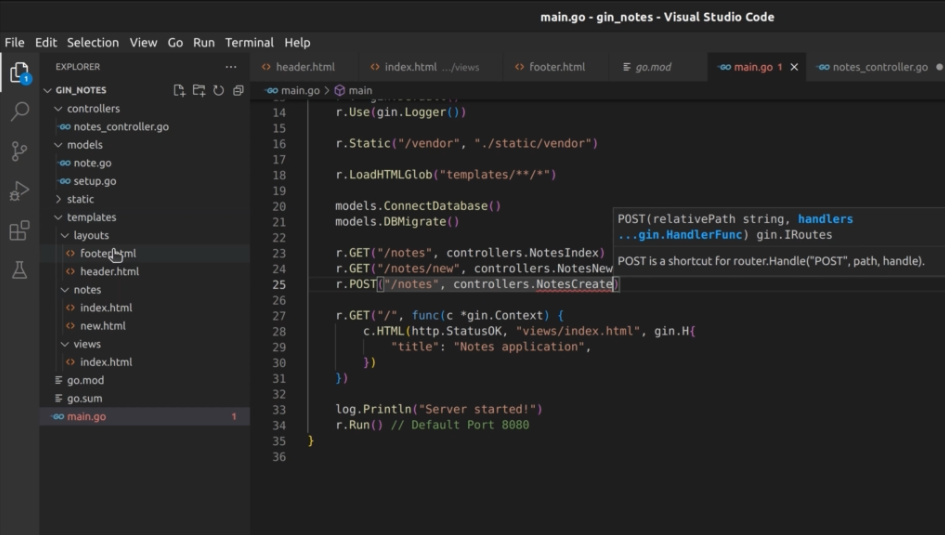 main.go - gin_notes - Visual Studio Code
File Edit Selection View Go Run Terminal Help
EXPLORER ...
header.html index.html .../views footer.html go.mod main.go 1 notes_controller.go
GIN_NOTES
main.go > main
controllers
notes_controller.go
models
note.go
setup.go
static
templates
layouts
header.html
notes
index.html
new.html
views
index.html
go.mod
go.sum
main.go 1
14 r.Use(gin.Logger())
15
16 r.Static("/vendor", "./static/vendor")
17
18 r.LoadHTMLGlob("templates/**/*")
19
20 models.ConnectDatabase()
21 models.DBMigrate()
22
23 r.GET("/notes", controllers.NotesIndex)
24 r.GET("/notes/new", controllers.NotesNew
25 r.POST("/notes", controllers.NotesCreate)
26
27 r.GET("/", func(c *gin.Context) {
28 c.HTML(http.StatusOK, "views/index.html", gin.H{
29 "title": "Notes application",
30 })
31 })
32
33 log.Println("Server started!")
34 r.Run() // Default Port 8080
35 }
36
POST(relativePath string, handlers
...gin.HandlerFunc) gin.IRoutes
POST is a shortcut for router.Handle("POST", path, handle).
1